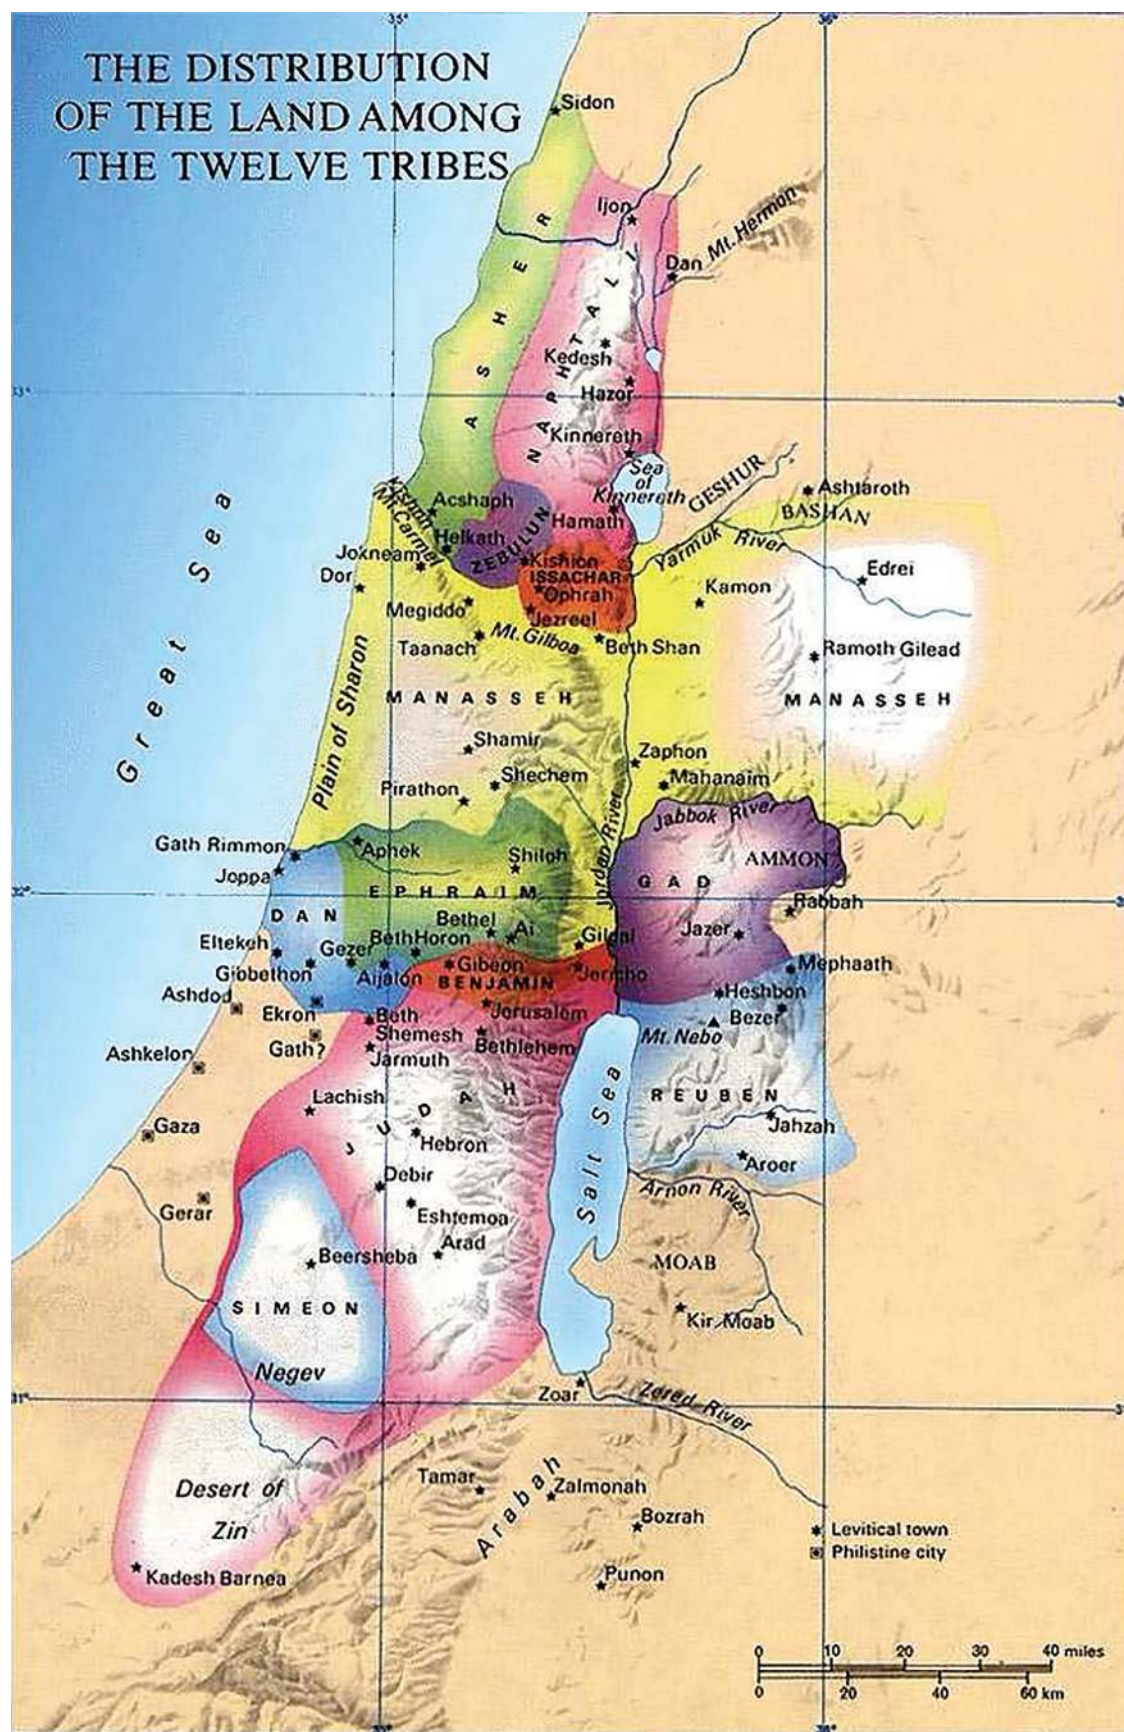 35°
36°
THE DISTRIBUTION
OF THE LAND AMONG
THE TWELVE TRIBES
Sidon
Ijon
Mt. Hermon
Dan
ASHER
NAPHTALI
Kedesh
33°
Hazor
Kinnereth
Sea
of
Kinnereth
GESHUR
Ashtaroth
BASHAN
Kishon
Mt. Carmel
Acshaph
Hamath
Helkath
ZEBULUN
Yarmuk River
Jokneam
Kishion
ISSACHAR
Edrei
Dor
Ophrah
Kamon
Megiddo
Jezreel
Great Sea
Taanach
Mt. Gilboa
Beth Shan
Ramoth Gilead
Plain of Sharon
MANASSEH
MANASSEH
Shamir
Zaphon
Shechem
Mahanaim
Pirathon
Jordan River
Jabbok River
Gath Rimmon
Aphek
Shiloh
AMMON
Joppa
EPHRAIM
GAD
32°
DAN
Rabbah
Bethel
Ai
Gilgal
Jazer
Eltekeh
Gezer
Beth Horon
Gibbethon
Aijalon
Gibeon
Jericho
Mephaath
BENJAMIN
Ashdod
Heshbon
Ekron
Beth
Shemesh
Jerusalem
Bezer
Mt. Nebo
Ashkelon
Gath?
Jarmuth
Bethlehem
Lachish
JUDAH
Salt Sea
REUBEN
Gaza
Hebron
Jahzah
Debir
Aroer
Gerar
Eshtemoa
Arnon River
Arad
Beersheba
MOAB
SIMEON
Kir Moab
Negev
31°
Zoar
Zered River
Desert of
Zin
Tamar
Arabah
Zalmonah
Bozrah
Levitical town
Philistine city
Kadesh Barnea
Punon
0 10 20 30 40 miles
0 20 40 60 km
35°
36°